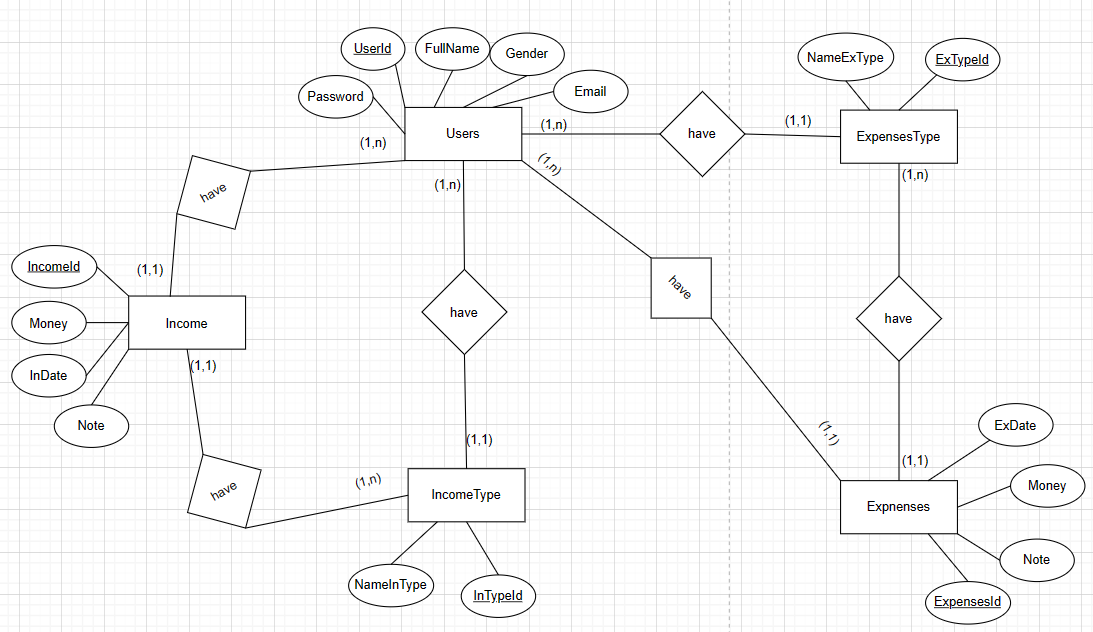 UserId
FullName
Gender
NameExType
ExTypeId
Password
Email
Users
(1,n)
have
(1,1)
ExpensesType
(1,n)
(1,n)
(1,n)
(1,n)
have
IncomeId
(1,1)
have
Money
Income
have
have
InDate
(1,1)
Note
ExDate
(1,1)
(1,1)
(1,1)
have
(1,n)
IncomeType
Money
Expnenses
Note
NameInType
InTypeId
ExpensesId